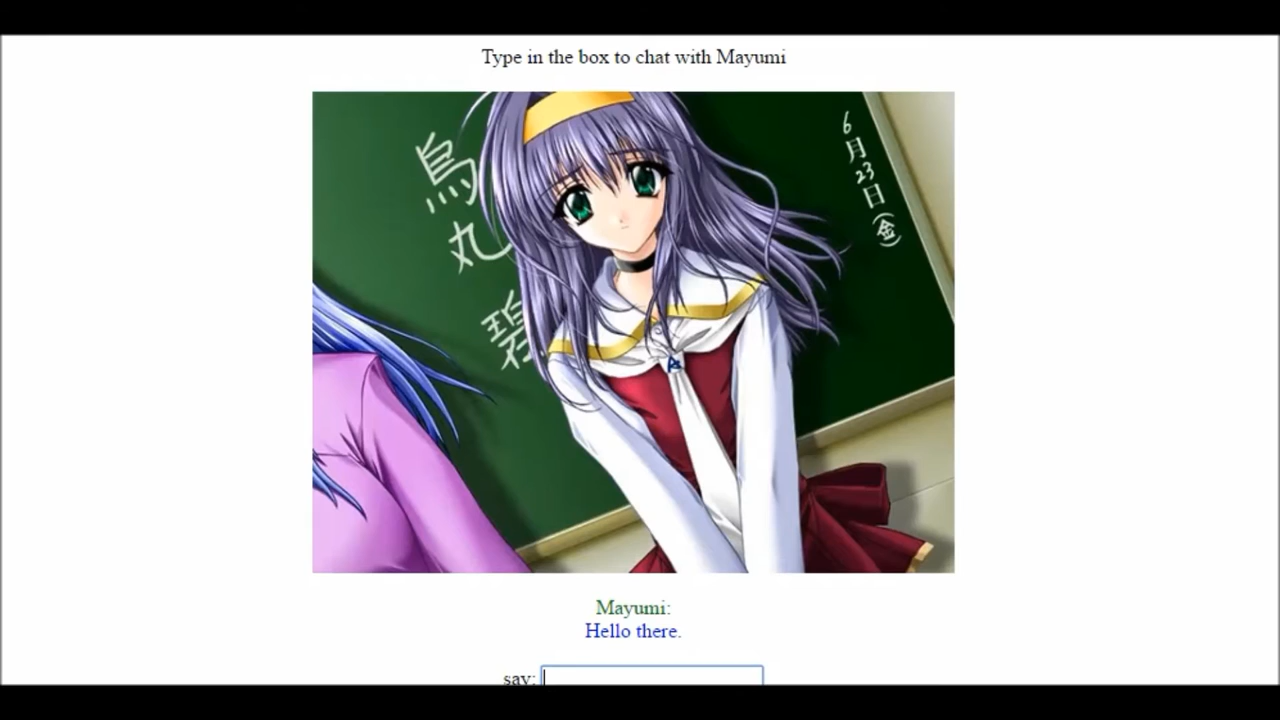 Type in the box to chat with Mayumi
烏
丸
碧
6月23日(金)
A
Mayumi:
Hello there.
say: